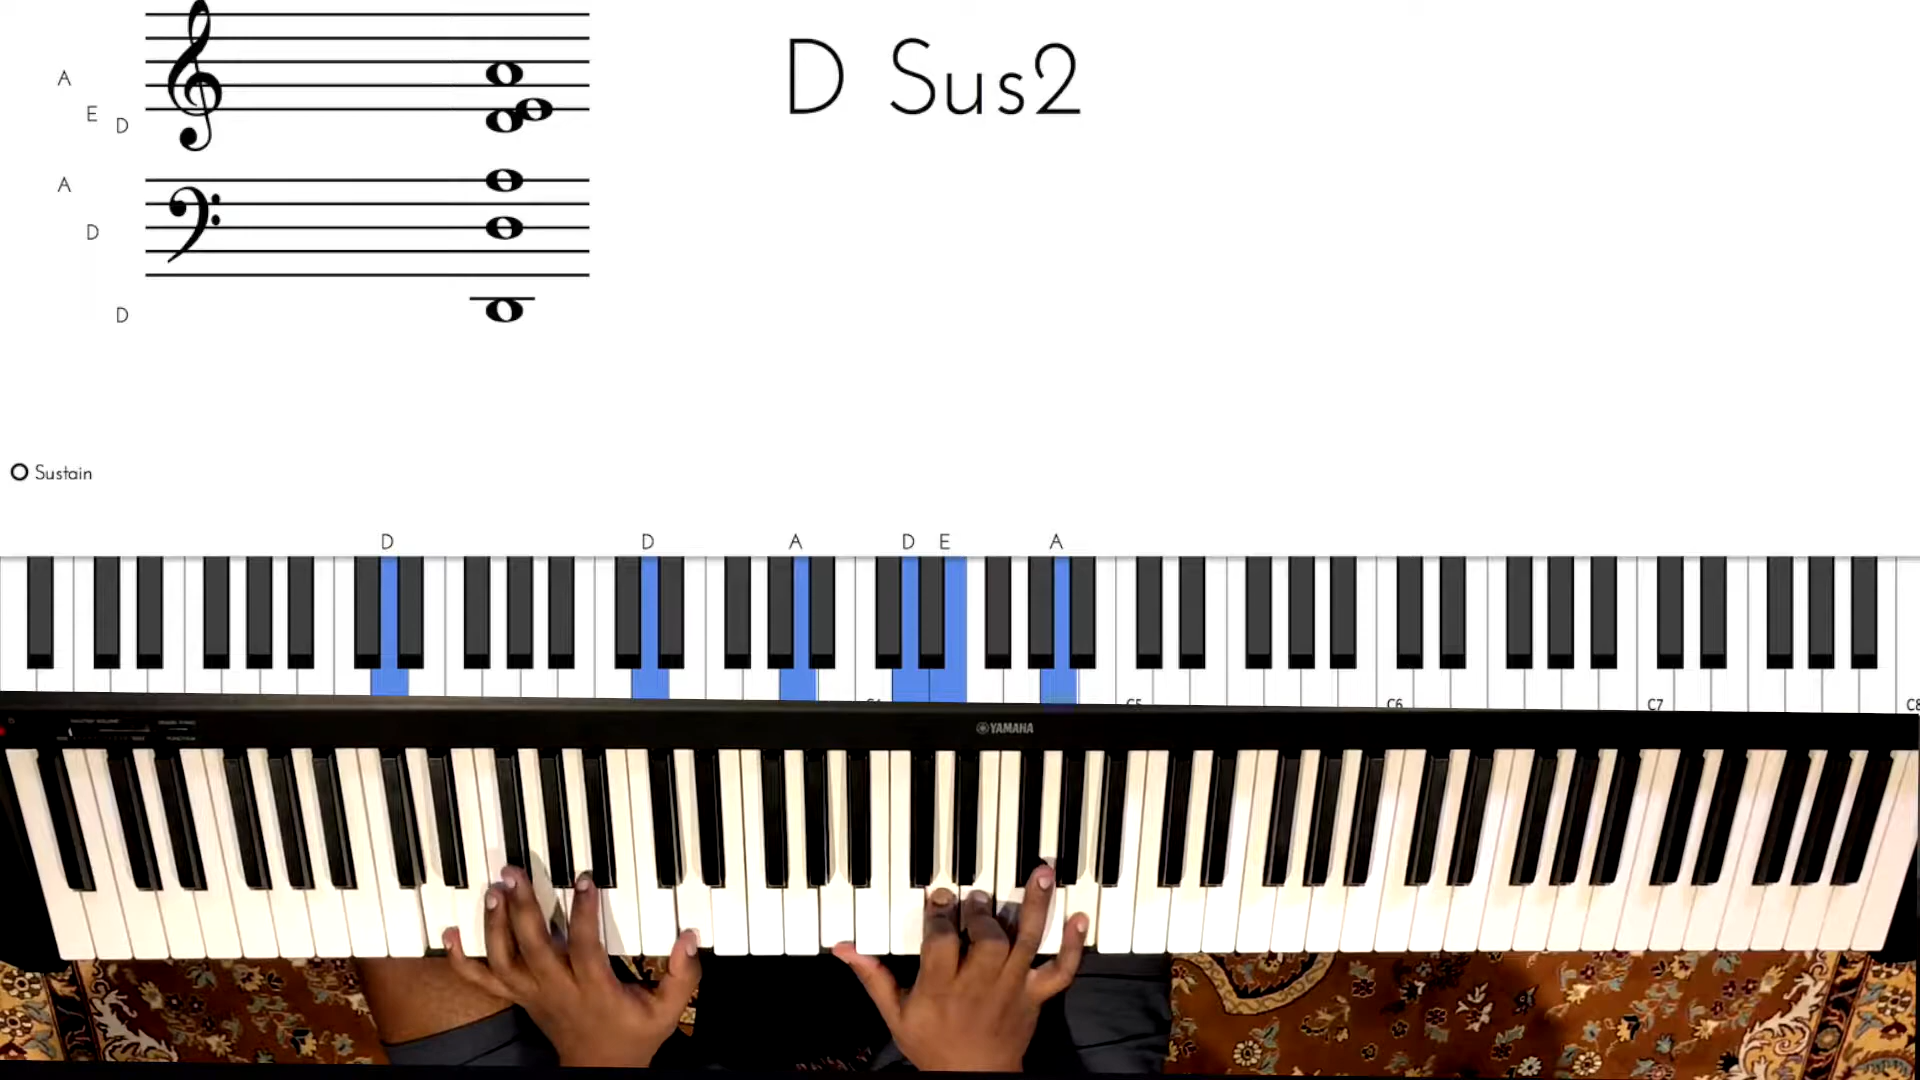 D Sus2
A
E
D
A
D
D
Sustain
D D A D E A
C5 C6 C7 C8
YAMAHA